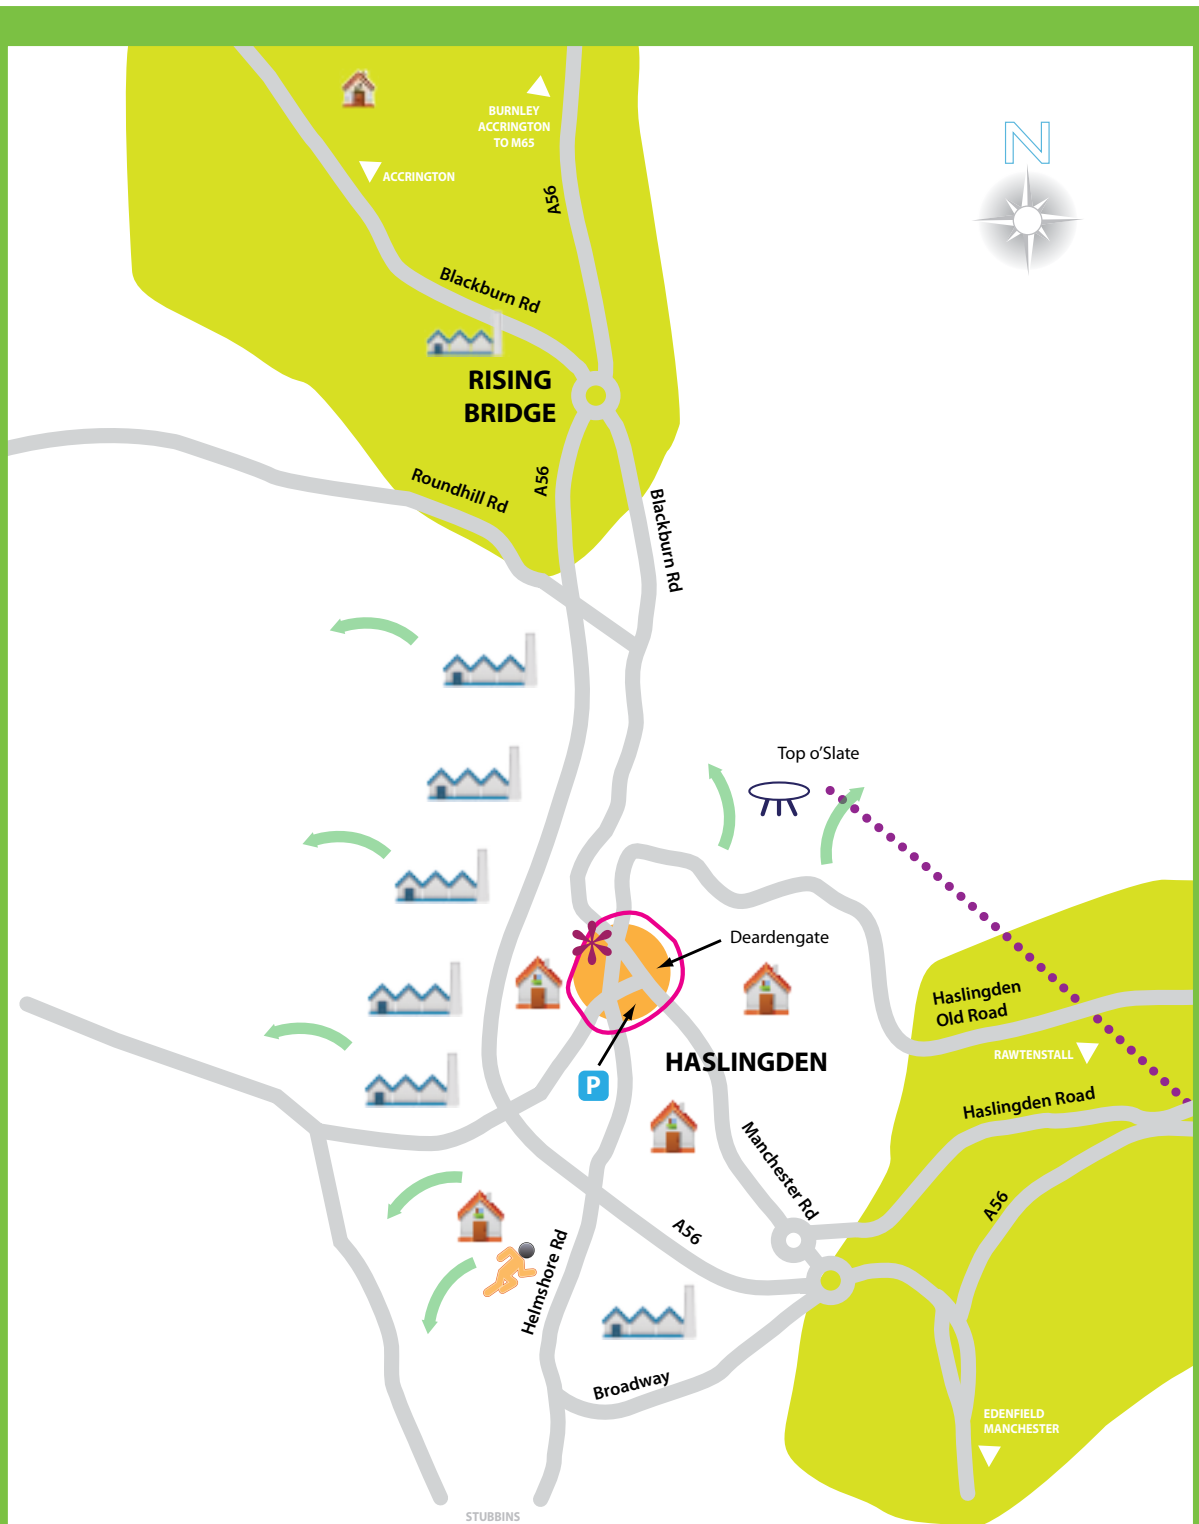 BURNLEY
ACCRINGTON
TO M65
N
ACCRINGTON
A56
Blackburn Rd
RISING
BRIDGE
A56
Roundhill Rd
Blackburn Rd
Top o'Slate
Deardengate
Haslingden
Old Road
RAWTENSTALL
HASLINGDEN
P
Haslingden Road
Manchester Rd
A56
A56
Helmshore Rd
Broadway
EDENFIELD
MANCHESTER
STUBBINS